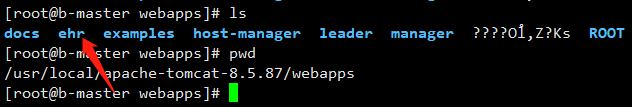 [root@b-master webapps]# ls
docs ehr examples host-manager leader manager ROOT
[root@b-master webapps]# pwd
/usr/local/apache-tomcat-8.5.87/webapps
[root@b-master webapps]#